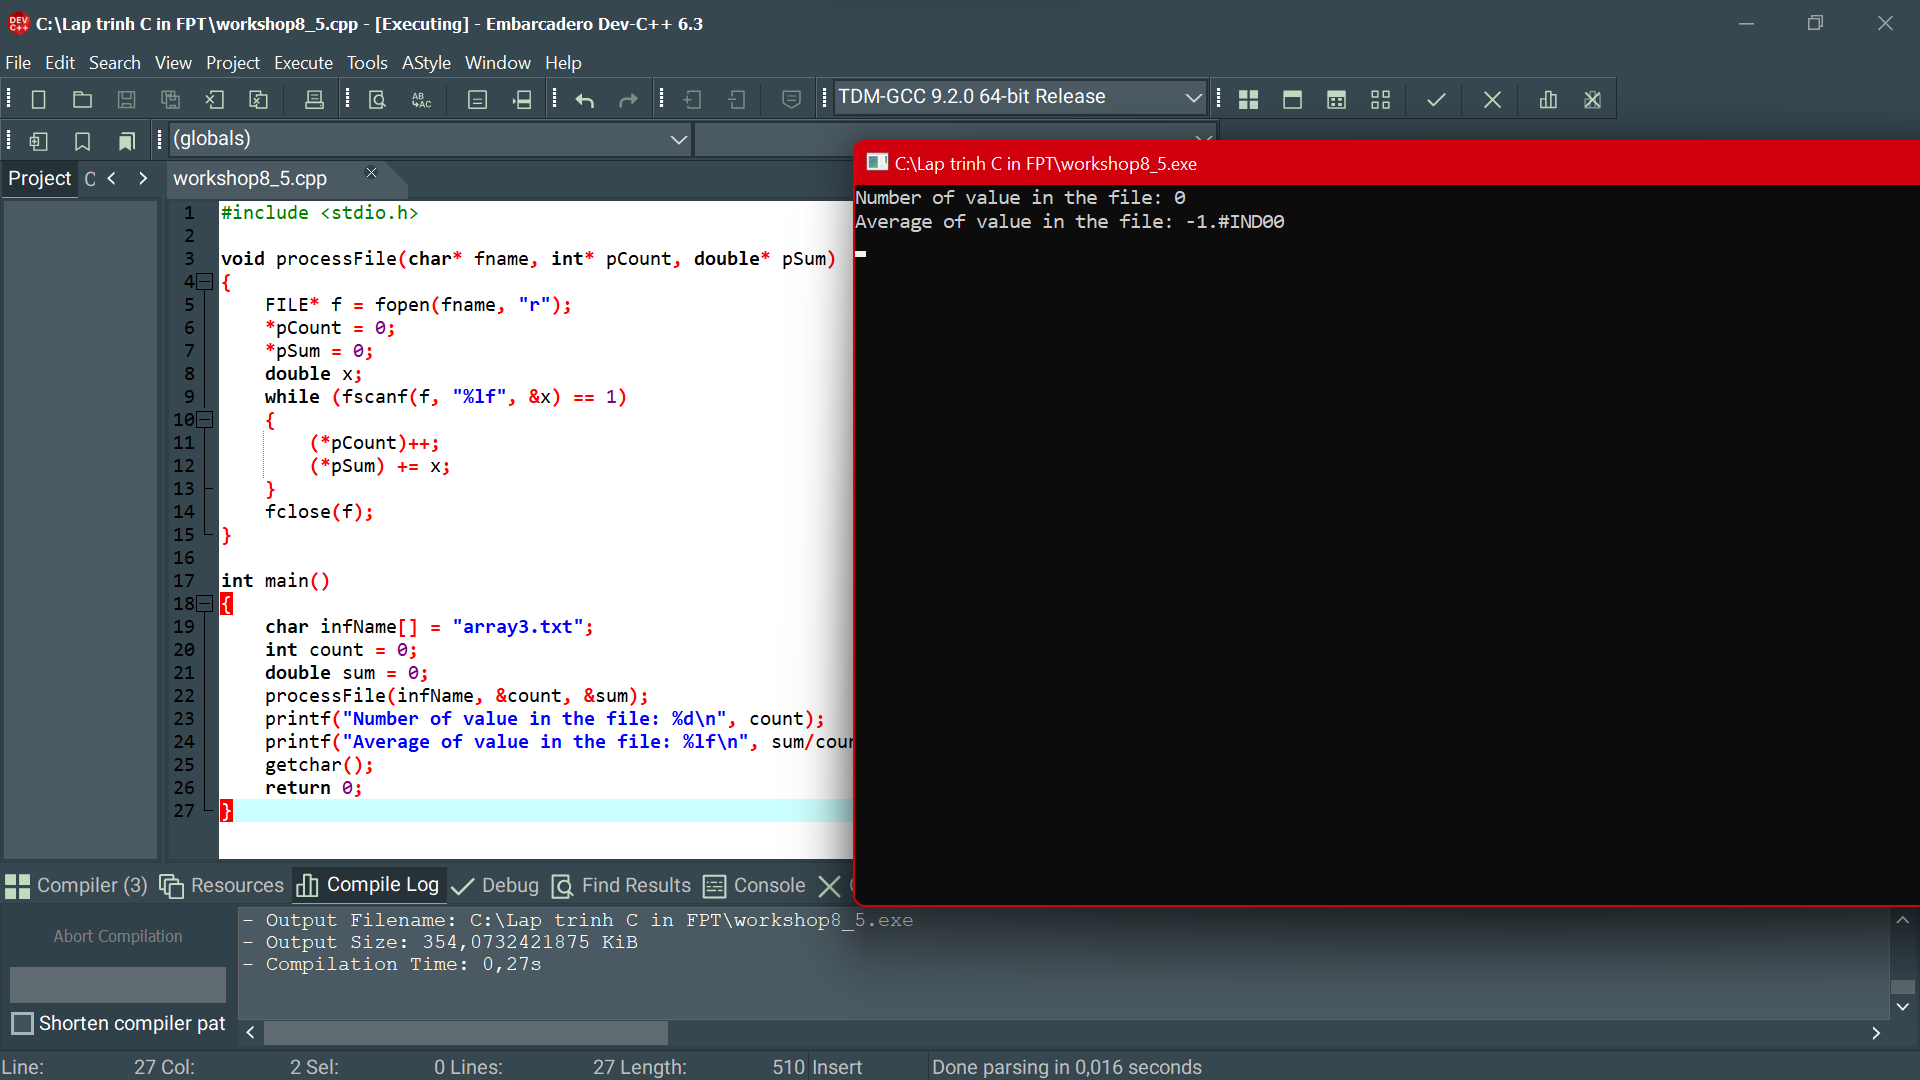 C:\Lap trinh C in FPT\workshop8_5.cpp - [Executing] - Embarcadero Dev-C++ 6.3
File Edit Search View Project Execute Tools AStyle Window Help
TDM-GCC 9.2.0 64-bit Release
(globals)
Project
workshop8_5.cpp
1 #include <stdio.h>
2
3 void processFile(char* fname, int* pCount, double* pSum)
4 {
5 FILE* f = fopen(fname, "r");
6 *pCount = 0;
7 *pSum = 0;
8 double x;
9 while (fscanf(f, "%lf", &x) == 1)
10 {
11 (*pCount)++;
12 (*pSum) += x;
13 }
14 fclose(f);
15 }
16
17 int main()
18 {
19 char infName[] = "array3.txt";
20 int count = 0;
21 double sum = 0;
22 processFile(infName, &count, &sum);
23 printf("Number of value in the file: %d\n", count);
24 printf("Average of value in the file: %lf\n", sum/cour
25 getchar();
26 return 0;
27 }
C:\Lap trinh C in FPT\workshop8_5.exe
Number of value in the file: 0
Average of value in the file: -1.#IND00
Compiler (3) Resources Compile Log Debug Find Results Console
Abort Compilation
Shorten compiler pat
- Output Filename: C:\Lap trinh C in FPT\workshop8_5.exe
- Output Size: 354,0732421875 KiB
- Compilation Time: 0,27s
Line: 27 Col: 2 Sel: 0 Lines: 27 Length: 510 Insert Done parsing in 0,016 seconds